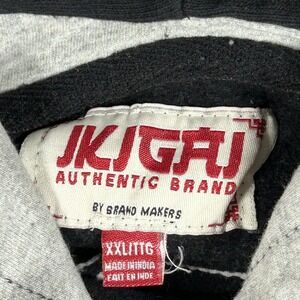 IKIGAI
AUTHENTIC BRAND
BY BRAND MAKERS
XXL/TTG
MADE IN INDIA
FAIT EN INDE